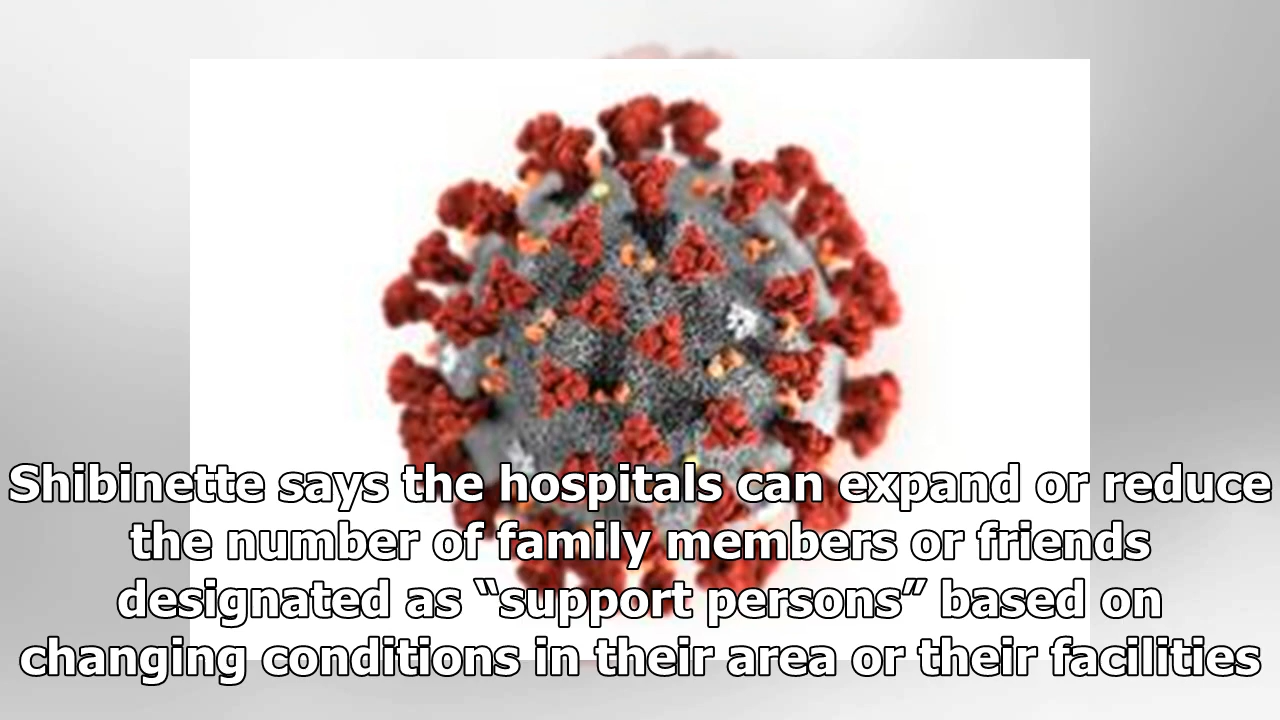 Shibinette says the hospitals can expand or reduce
the number of family members or friends
designated as “support persons” based on
changing conditions in their area or their facilities